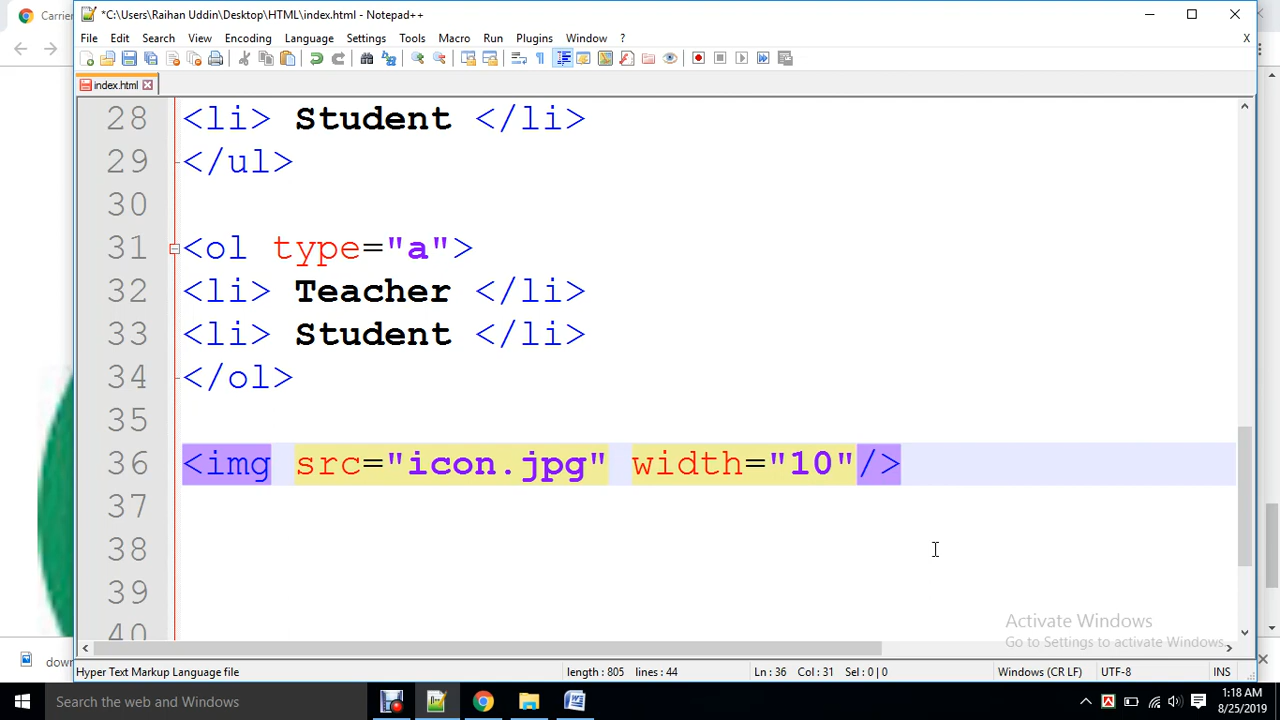 Carrier
*C:\Users\Raihan Uddin\Desktop\HTML\index.html - Notepad++
File Edit Search View Encoding Language Settings Tools Macro Run Plugins Window ? X
index.html
28 <li> Student </li>
29 </ul>
30
31 <ol type="a">
32 <li> Teacher </li>
33 <li> Student </li>
34 </ol>
35
36 <img src="icon.jpg" width="10"/>
37
38
39
40
Activate Windows
Go to Settings to activate Windows.
dow
Hyper Text Markup Language file length : 805 lines : 44 Ln : 36 Col : 31 Sel : 0 | 0 Windows (CR LF) UTF-8 INS
Search the web and Windows
1:18 AM
8/25/2019